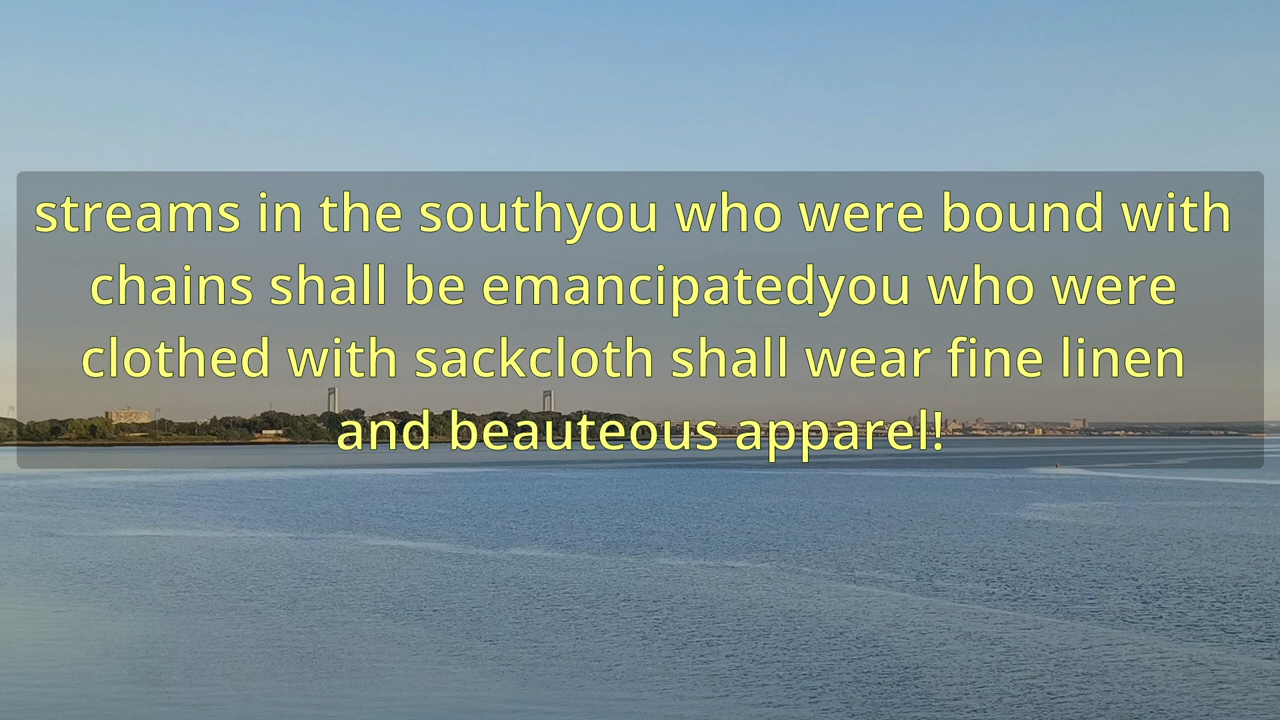 streams in the southyou who were bound with
chains shall be emancipatedyou who were
clothed with sackcloth shall wear fine linen
and beauteous apparel!